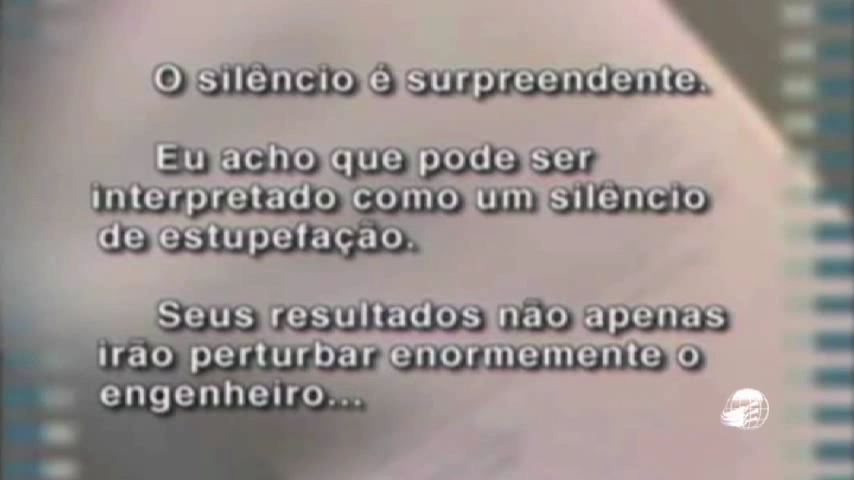 O silêncio é surpreendente.
Eu acho que pode ser
interpretado como um silêncio
de estupefação.
Seus resultados não apenas
irão perturbar enormemente o
engenheiro...